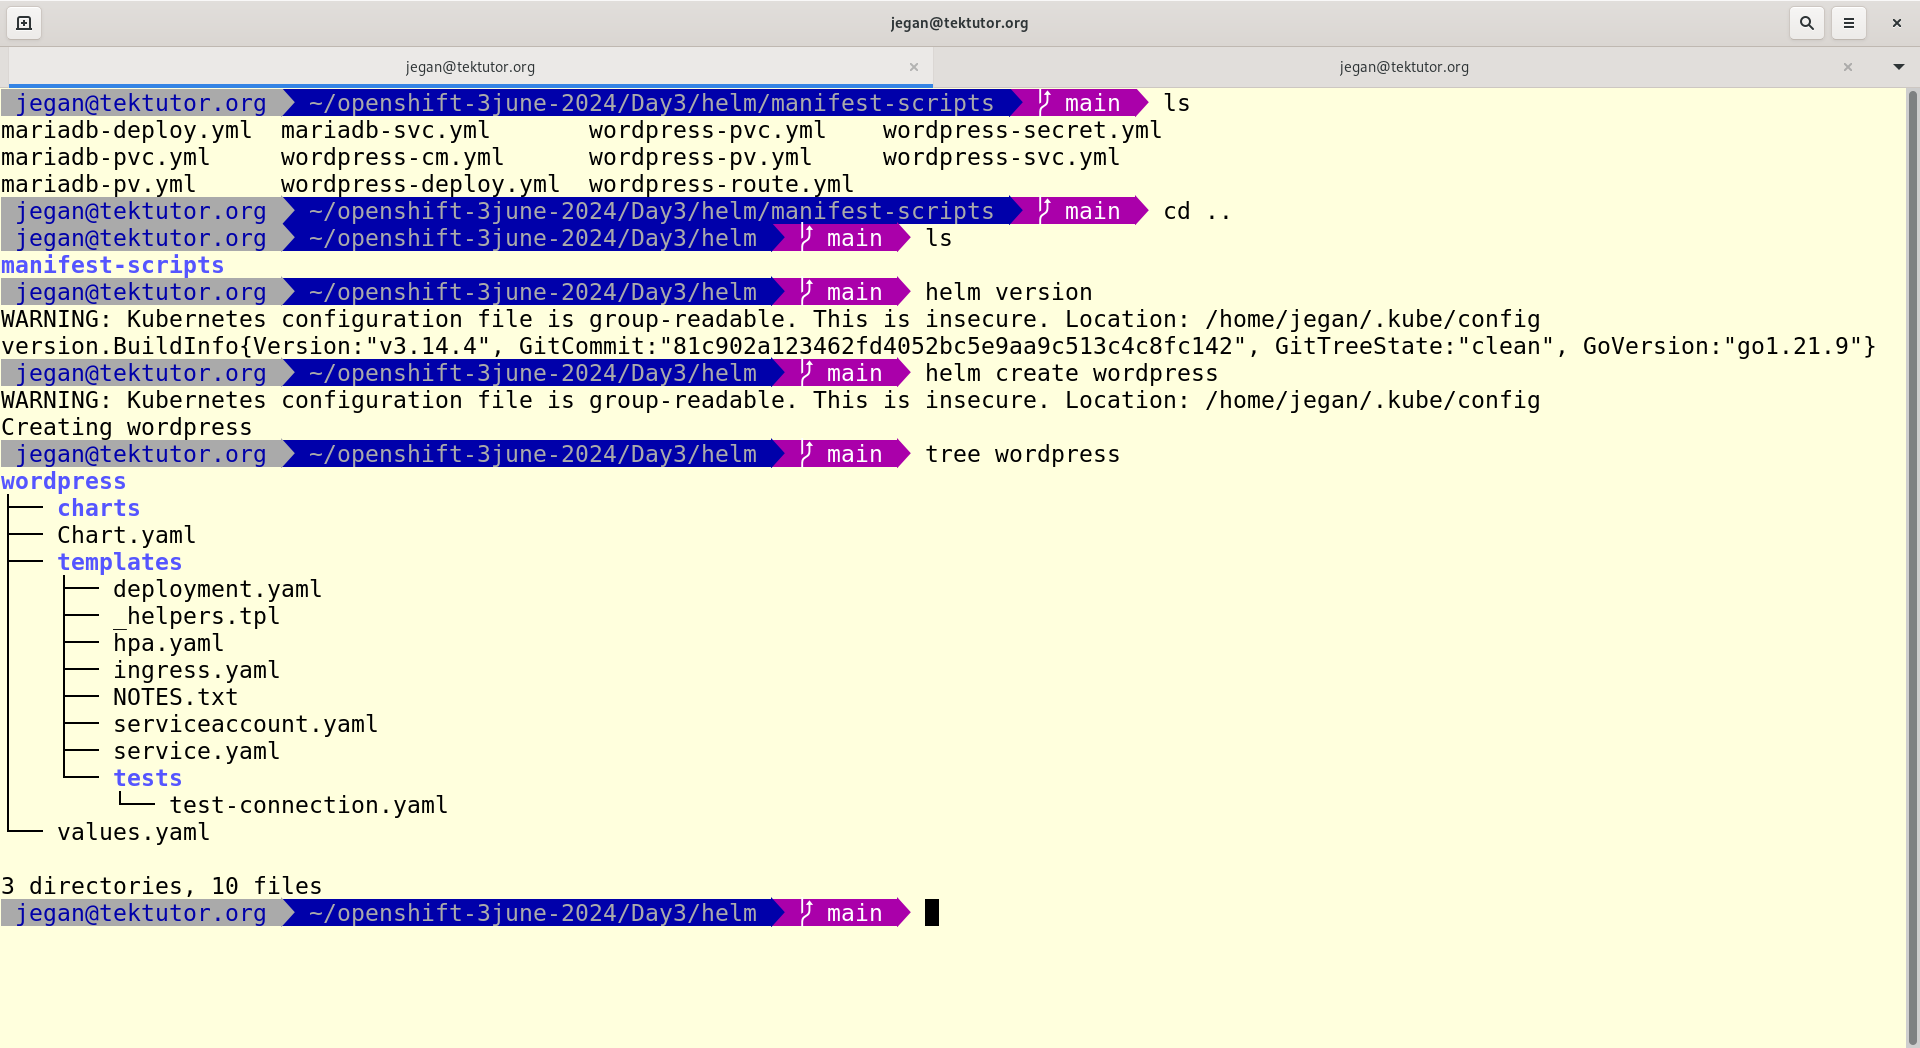 jegan@tektutor.org
jegan@tektutor.org jegan@tektutor.org
jegan@tektutor.org ~/openshift-3june-2024/Day3/helm/manifest-scripts main ls
mariadb-deploy.yml mariadb-svc.yml wordpress-pvc.yml wordpress-secret.yml
mariadb-pvc.yml wordpress-cm.yml wordpress-pv.yml wordpress-svc.yml
mariadb-pv.yml wordpress-deploy.yml wordpress-route.yml
jegan@tektutor.org ~/openshift-3june-2024/Day3/helm/manifest-scripts main cd ..
jegan@tektutor.org ~/openshift-3june-2024/Day3/helm main ls
manifest-scripts
jegan@tektutor.org ~/openshift-3june-2024/Day3/helm main helm version
WARNING: Kubernetes configuration file is group-readable. This is insecure. Location: /home/jegan/.kube/config
version.BuildInfo{Version:"v3.14.4", GitCommit:"81c902a123462fd4052bc5e9aa9c513c4c8fc142", GitTreeState:"clean", GoVersion:"go1.21.9"}
jegan@tektutor.org ~/openshift-3june-2024/Day3/helm main helm create wordpress
WARNING: Kubernetes configuration file is group-readable. This is insecure. Location: /home/jegan/.kube/config
Creating wordpress
jegan@tektutor.org ~/openshift-3june-2024/Day3/helm main tree wordpress
wordpress
├── charts
├── Chart.yaml
├── templates
│   ├── deployment.yaml
│   ├── _helpers.tpl
│   ├── hpa.yaml
│   ├── ingress.yaml
│   ├── NOTES.txt
│   ├── serviceaccount.yaml
│   ├── service.yaml
│   └── tests
│       └── test-connection.yaml
└── values.yaml
3 directories, 10 files
jegan@tektutor.org ~/openshift-3june-2024/Day3/helm main